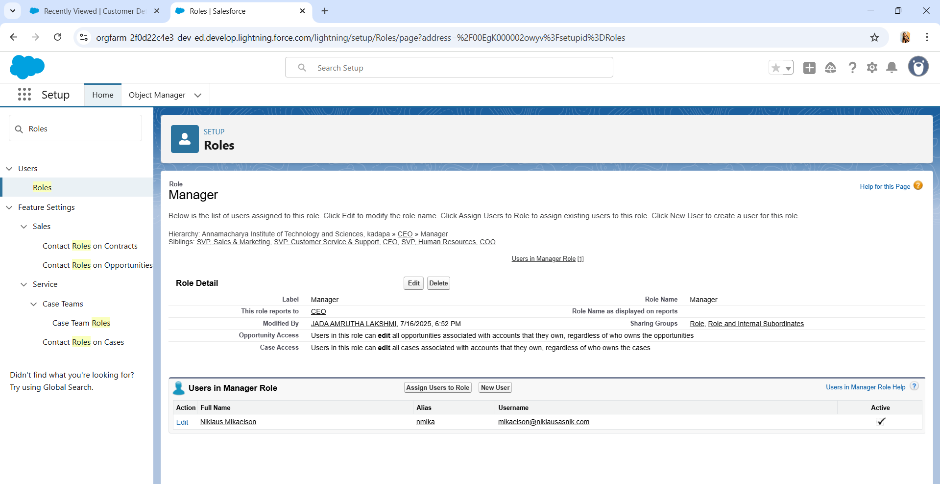 Recently Viewed | Customer De
Roles | Salesforce
orgfarm-2f0d22c4e3-dev-ed.develop.lightning.force.com/lightning/setup/Roles/page?address=%2F00EgK000002owyv%3Fsetupid%3DRoles
Search Setup
Setup
Home
Object Manager
Roles
Users
Roles
Feature Settings
Sales
Contact Roles on Contracts
Contact Roles on Opportunities
Service
Case Teams
Case Team Roles
Contact Roles on Cases
Didn't find what you're looking for?
Try using Global Search.
SETUP
Roles
Role
Manager
Help for this Page
Below is the list of users assigned to this role. Click Edit to modify the role name. Click Assign Users to Role to assign existing users to this role. Click New User to create a user for this role.
Hierarchy: Annamacharya Institute of Technology and Sciences, kadapa » CEO » Manager
Siblings: SVP, Sales & Marketing, SVP, Customer Service & Support, CFO, SVP, Human Resources, COO
Users in Manager Role [1]
Role Detail
Edit
Delete
Label Manager Role Name Manager
This role reports to CEO Role Name as displayed on reports
Modified By JADA AMRUTHA LAKSHMI, 7/16/2025, 6:52 PM Sharing Groups Role, Role and Internal Subordinates
Opportunity Access Users in this role can edit all opportunities associated with accounts that they own, regardless of who owns the opportunities
Case Access Users in this role can edit all cases associated with accounts that they own, regardless of who owns the cases
Users in Manager Role
Assign Users to Role
New User
Users in Manager Role Help
Action Full Name Alias Username Active
Edit Niklaus Mikaelson nmika mikaelson@niklausasnik.com